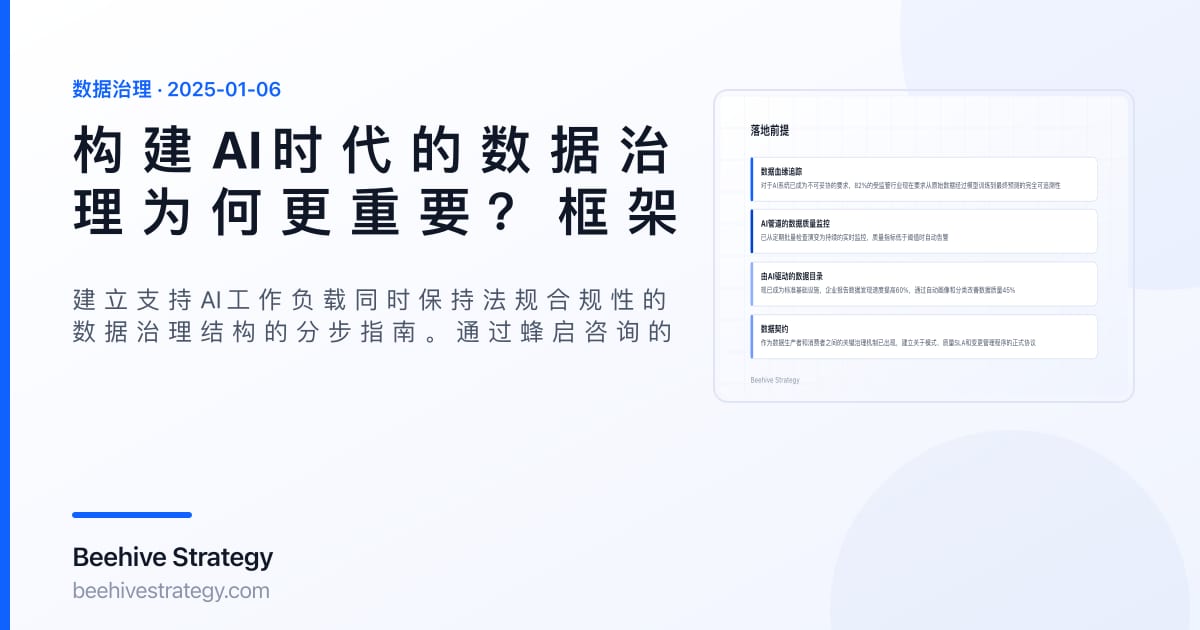 数据治理 · 2025-01-06
构建AI时代的数据治
理为何更重要？框架
建立支持AI工作负载同时保持法规合规性的
数据治理结构的分步指南。通过蜂启咨询的
落地前提
数据血缘追踪
对于AI系统已成为不可妥协的要求，82%的受监管行业现在要求从原始数据经过模型训练到最终预测的完全可追溯性
AI管道的数据质量监控
已从定期批量检查演变为持续的实时监控，质量指标低于阈值时自动告警
由AI驱动的数据目录
现已成为标准基础设施，企业报告数据发现速度提高60%，通过自动画像和分类改善数据质量45%
数据契约
作为数据生产者和消费者之间的关键治理机制已出现，建立关于模式、质量SLA和变更管理程序的正式协议
Beehive Strategy
Beehive Strategy
beehivestrategy.com